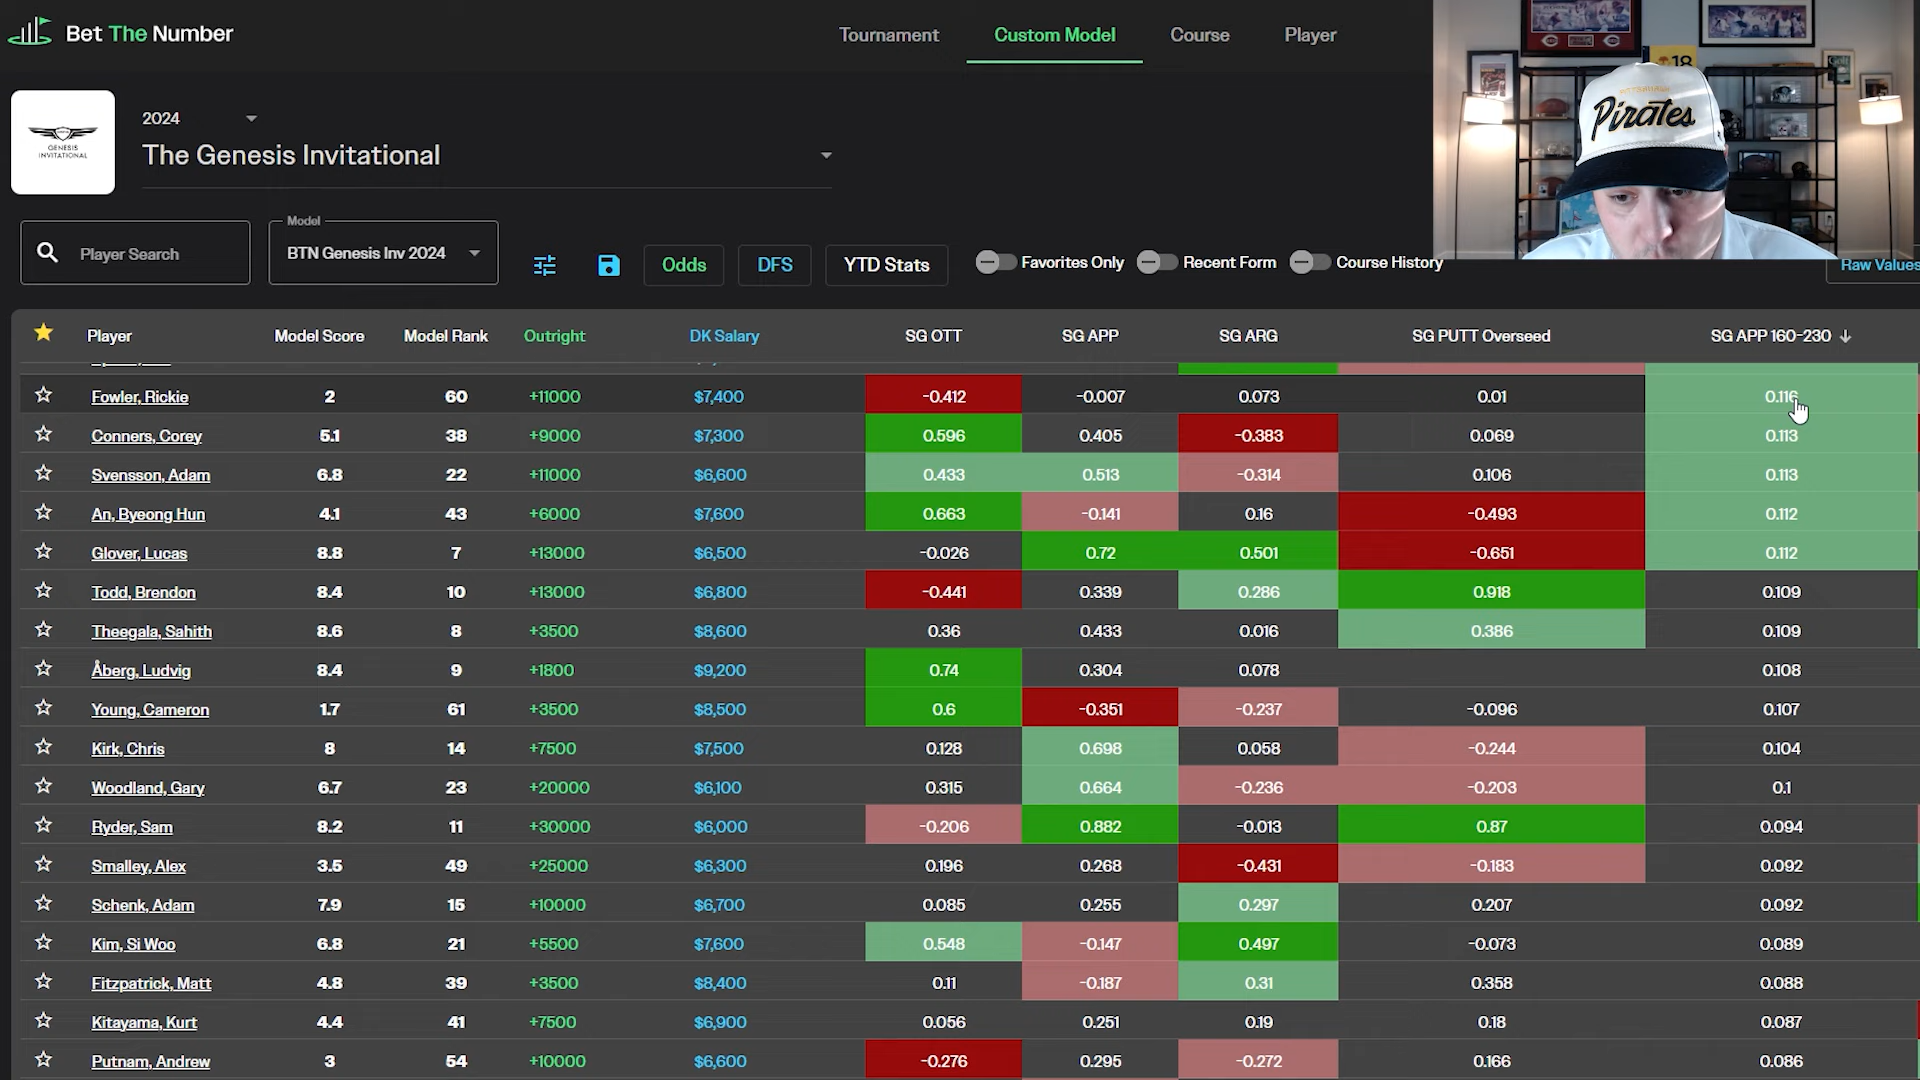 Bet The Number
Tournament
Custom Model
Course
Player
18
PITTSBURGH
Pirates
2024
The Genesis Invitational
GENESIS
INVITATIONAL
Player Search
Model
BTN Genesis Inv 2024
Odds
DFS
YTD Stats
Favorites Only
Recent Form
Course History
Raw Values
Player Model Score Model Rank Outright DK Salary SG OTT SG APP SG ARG SG PUTT Overseed SG APP 160-230
Fowler, Rickie 2 60 +11000 $7,400 -0.412 -0.007 0.073 0.01 0.116
Conners, Corey 5.1 38 +9000 $7,300 0.596 0.405 -0.383 0.069 0.113
Svensson, Adam 6.8 22 +11000 $6,600 0.433 0.513 -0.314 0.106 0.113
An, Byeong Hun 4.1 43 +6000 $7,600 0.663 -0.141 0.16 -0.493 0.112
Glover, Lucas 8.8 7 +13000 $6,500 -0.026 0.72 0.501 -0.651 0.112
Todd, Brendon 8.4 10 +13000 $6,800 -0.441 0.339 0.286 0.918 0.109
Theegala, Sahith 8.6 8 +3500 $8,600 0.36 0.433 0.016 0.386 0.109
Åberg, Ludvig 8.4 9 +1800 $9,200 0.74 0.304 0.078 0.108
Young, Cameron 1.7 61 +3500 $8,500 0.6 -0.351 -0.237 -0.096 0.107
Kirk, Chris 8 14 +7500 $7,500 0.128 0.698 0.058 -0.244 0.104
Woodland, Gary 6.7 23 +20000 $6,100 0.315 0.664 -0.236 -0.203 0.1
Ryder, Sam 8.2 11 +30000 $6,000 -0.206 0.882 -0.013 0.87 0.094
Smalley, Alex 3.5 49 +25000 $6,300 0.196 0.268 -0.431 -0.183 0.092
Schenk, Adam 7.9 15 +10000 $6,700 0.085 0.255 0.297 0.207 0.092
Kim, Si Woo 6.8 21 +5500 $7,600 0.548 -0.147 0.497 -0.073 0.089
Fitzpatrick, Matt 4.8 39 +3500 $8,400 0.11 -0.187 0.31 0.358 0.088
Kitayama, Kurt 4.4 41 +7500 $6,900 0.056 0.251 0.19 0.18 0.087
Putnam, Andrew 3 54 +10000 $6,600 -0.276 0.295 -0.272 0.166 0.086